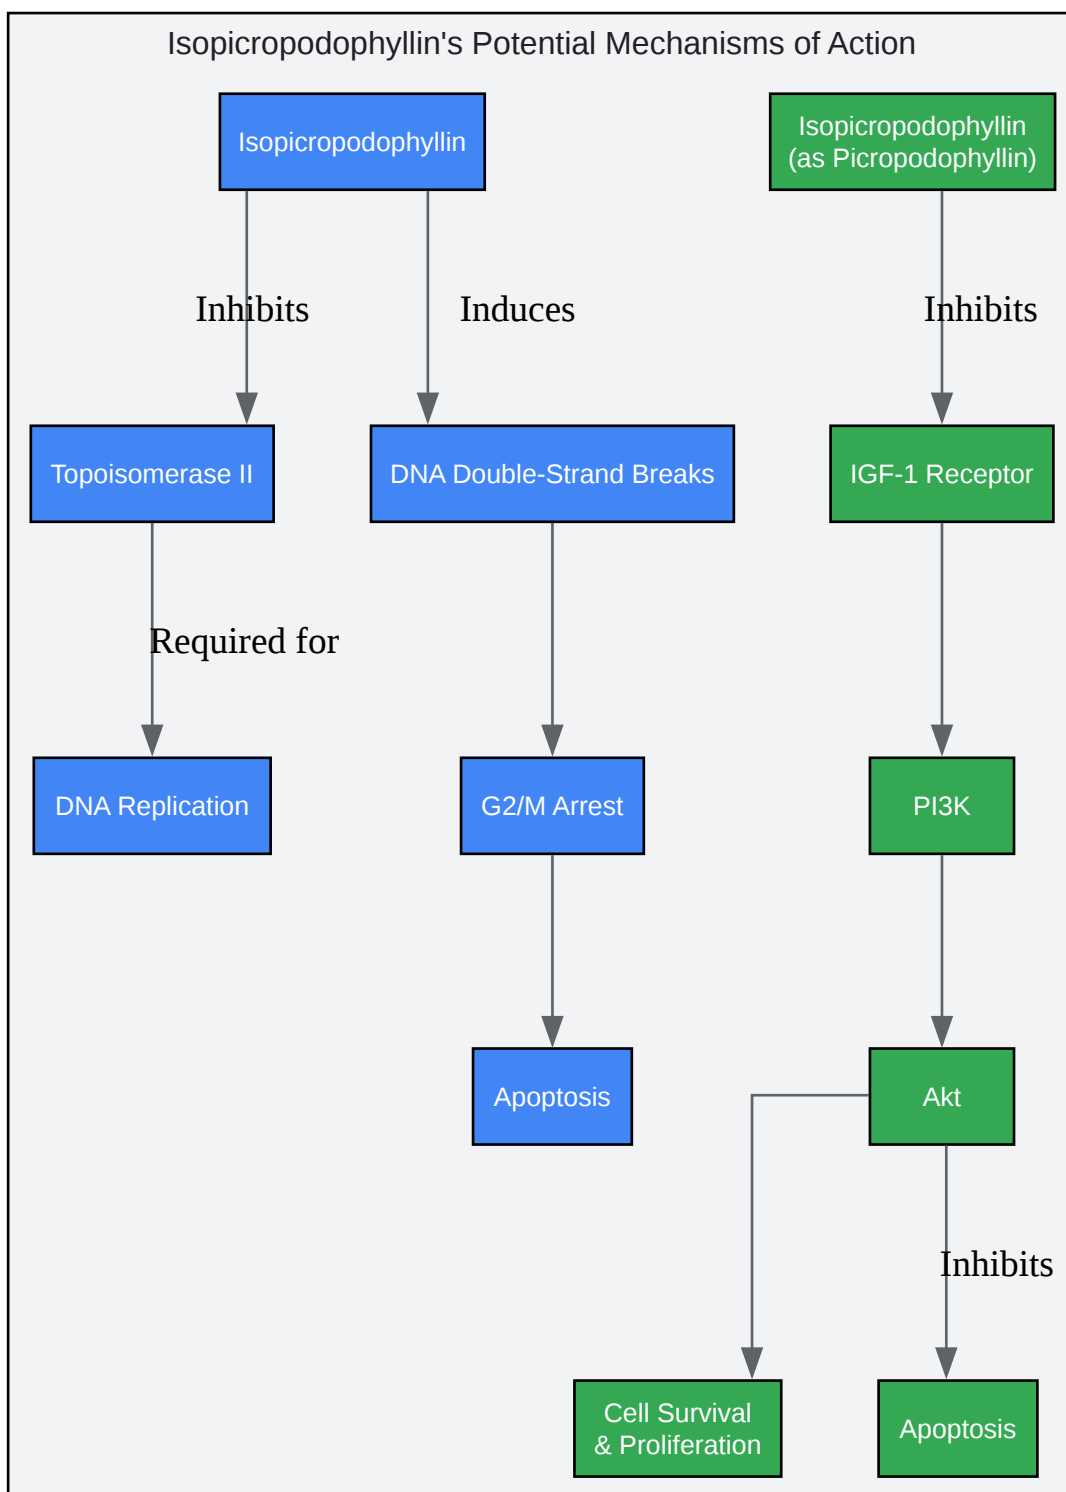 Isopicropodophyllin's Potential Mechanisms of Action
Isopicropodophyllin
Isopicropodophyllin
(as Picropodophyllin)
Inhibits
Induces
Inhibits
Topoisomerase II
DNA Double-Strand Breaks
IGF-1 Receptor
Required for
DNA Replication
G2/M Arrest
PI3K
Apoptosis
Akt
Inhibits
Cell Survival
& Proliferation
Apoptosis